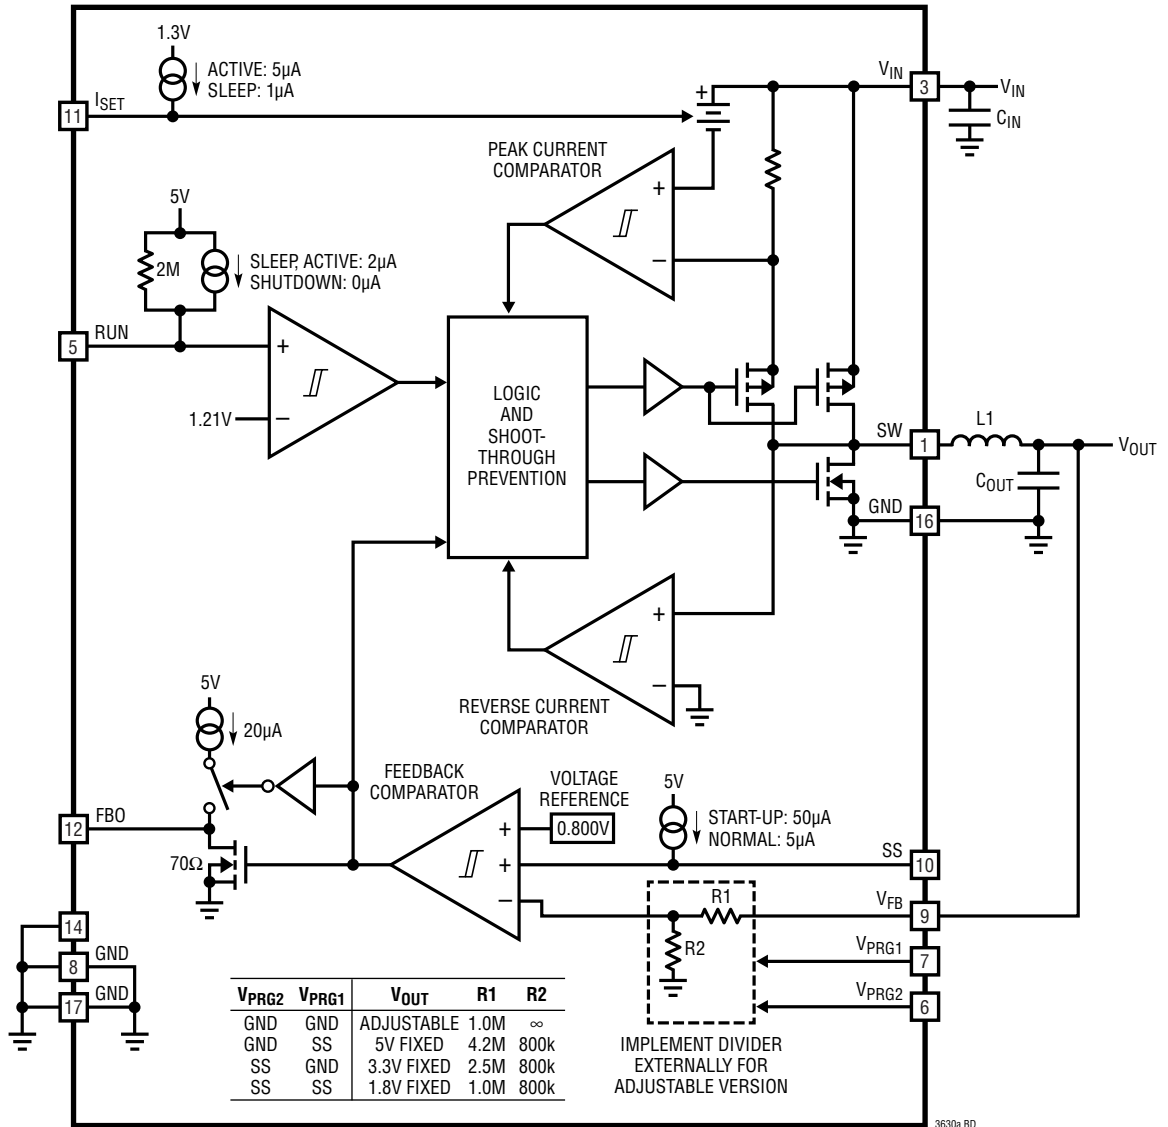 1.3V
ACTIVE: 5µA
SLEEP: 1µA
11
ISET
VIN
3
VIN
CIN
+
PEAK CURRENT
COMPARATOR
+
−
5V
2M
SLEEP, ACTIVE: 2µA
SHUTDOWN: 0µA
5
RUN
+
1.21V
−
LOGIC
AND
SHOOT-
THROUGH
PREVENTION
SW
1
L1
VOUT
COUT
GND
16
+
−
REVERSE CURRENT
COMPARATOR
5V
20µA
FEEDBACK
COMPARATOR
VOLTAGE
REFERENCE
0.800V
5V
START-UP: 50µA
NORMAL: 5µA
12
FBO
70Ω
+
+
−
SS
10
R1
VFB
9
R2
VPRG1
7
VPRG2
6
14
8
GND
17
GND
VPRG2 VPRG1 VOUT R1 R2
GND GND ADJUSTABLE 1.0M ∞
GND SS 5V FIXED 4.2M 800k
SS GND 3.3V FIXED 2.5M 800k
SS SS 1.8V FIXED 1.0M 800k
IMPLEMENT DIVIDER
EXTERNALLY FOR
ADJUSTABLE VERSION
3630a BD